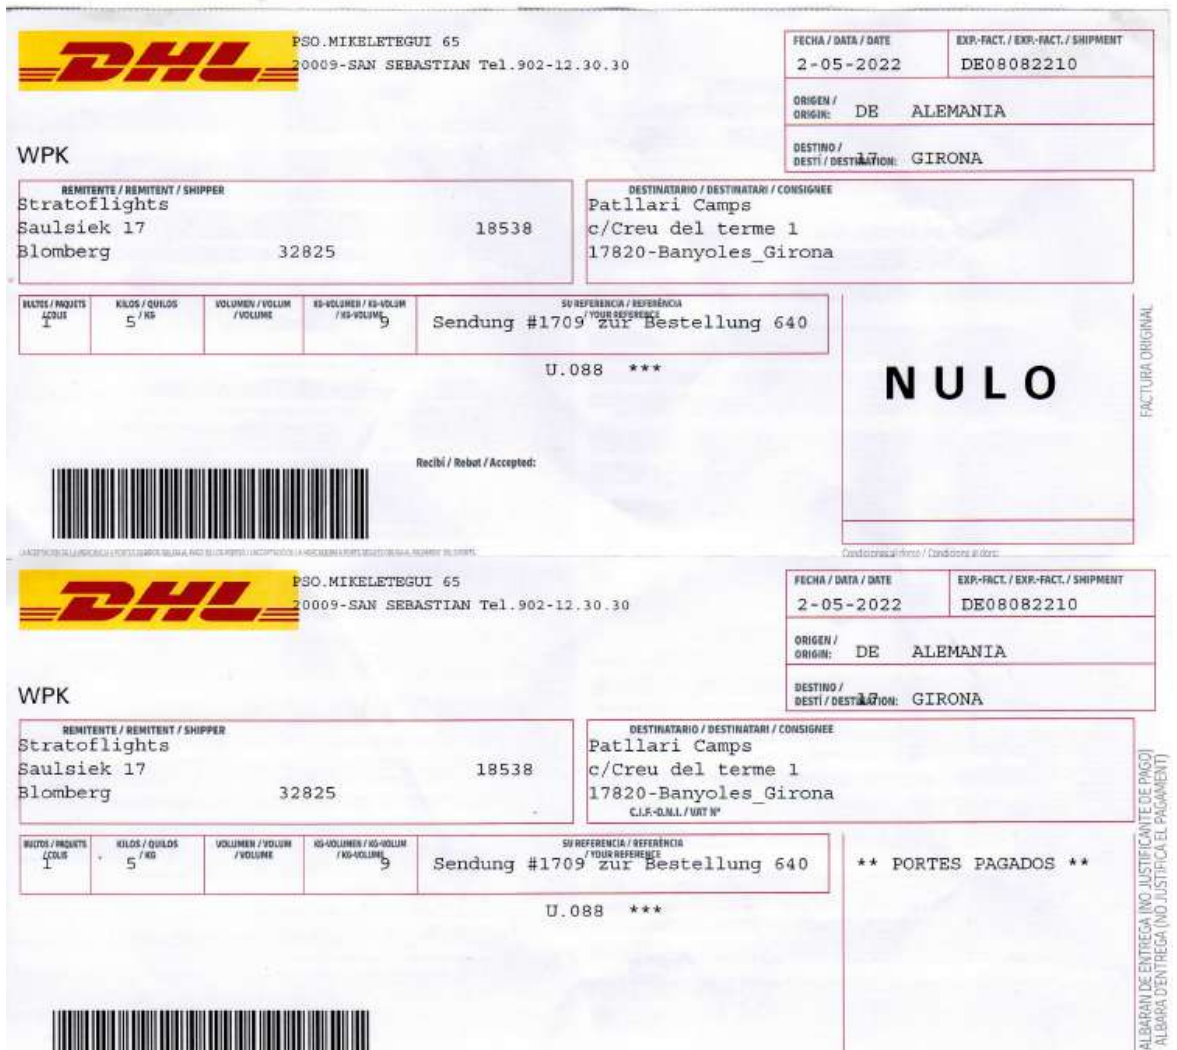 DHL
PSO.MIKELETEGUI 65
20009-SAN SEBASTIAN Tel.902-12.30.30
FECHA / DATA / DATE
2-05-2022
EXP.-FACT. / EXP.-FACT. / SHIPMENT
DE08082210
ORIGEN /
ORIGIN: DE ALEMANIA
DESTINO /
DESTÍ / DESTINATION: 17 GIRONA
WPK
REMITENTE / REMITENT / SHIPPER
Stratoflights
Saulsiek 17 18538
Blomberg 32825
DESTINATARIO / DESTINATARI / CONSIGNEE
Patllari Camps
c/Creu del terme 1
17820-Banyoles_Girona
BULTOS / PAQUETS
/ COLIS
1
KILOS / QUILOS
/ KG
5
VOLUMEN / VOLUM
/ VOLUME
KG-VOLUMEN / KG-VOLUM
/ KG-VOLUME
9
SU REFERENCIA / REFERÈNCIA
/ YOUR REFERENCE
Sendung #1709 zur Bestellung 640
U.088 ***
NULO
FACTURA ORIGINAL
Recibí / Rebut / Accepted:
Condiciones al dorso / Condicions al dors:
DHL
PSO.MIKELETEGUI 65
20009-SAN SEBASTIAN Tel.902-12.30.30
FECHA / DATA / DATE
2-05-2022
EXP.-FACT. / EXP.-FACT. / SHIPMENT
DE08082210
ORIGEN /
ORIGIN: DE ALEMANIA
DESTINO /
DESTÍ / DESTINATION: 17 GIRONA
WPK
REMITENTE / REMITENT / SHIPPER
Stratoflights
Saulsiek 17 18538
Blomberg 32825
DESTINATARIO / DESTINATARI / CONSIGNEE
Patllari Camps
c/Creu del terme 1
17820-Banyoles_Girona
C.I.F.-D.N.I. / VAT Nº
BULTOS / PAQUETS
/ COLIS
1
KILOS / QUILOS
/ KG
5
VOLUMEN / VOLUM
/ VOLUME
KG-VOLUMEN / KG-VOLUM
/ KG-VOLUME
9
SU REFERENCIA / REFERÈNCIA
/ YOUR REFERENCE
Sendung #1709 zur Bestellung 640
U.088 ***
** PORTES PAGADOS **
ALBARAN DE ENTREGA (NO JUSTIFICANTE DE PAGO)
ALBARA D'ENTREGA (NO JUSTIFICA EL PAGAMENT)